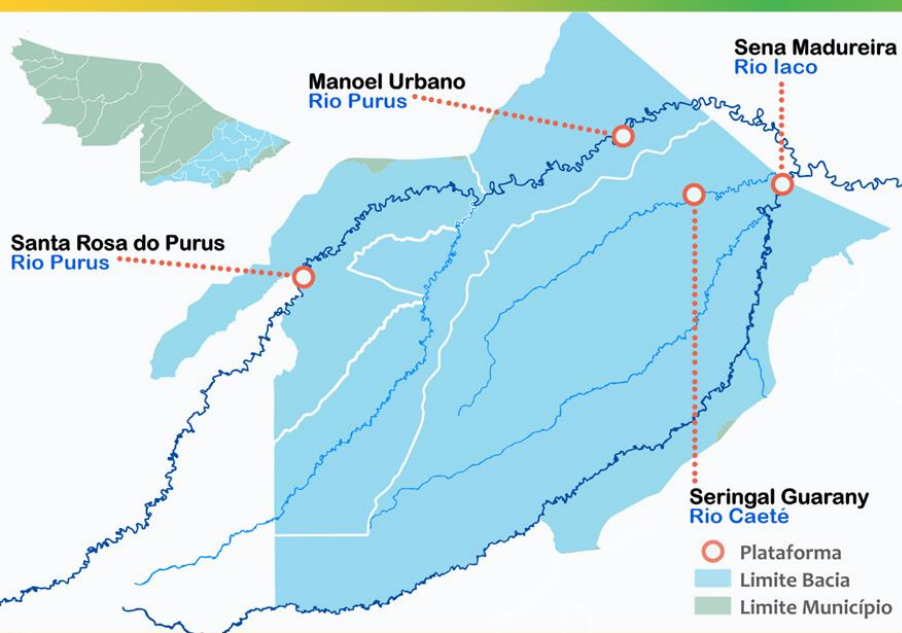 Sena Madureira
Rio Iaco
Manoel Urbano
Rio Purus
Santa Rosa do Purus
Rio Purus
Seringal Guarany
Rio Caeté
Plataforma
Limite Bacia
Limite Município